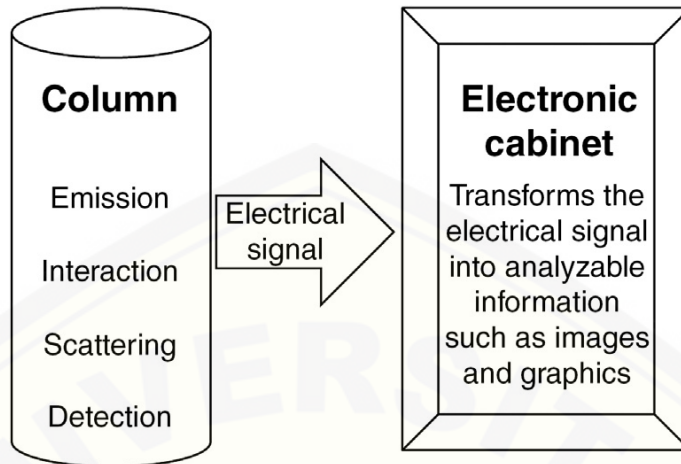 Column
Emission
Interaction
Scattering
Detection
Electrical
signal
Electronic
cabinet
Transforms the
electrical signal
into analyzable
information
such as images
and graphics